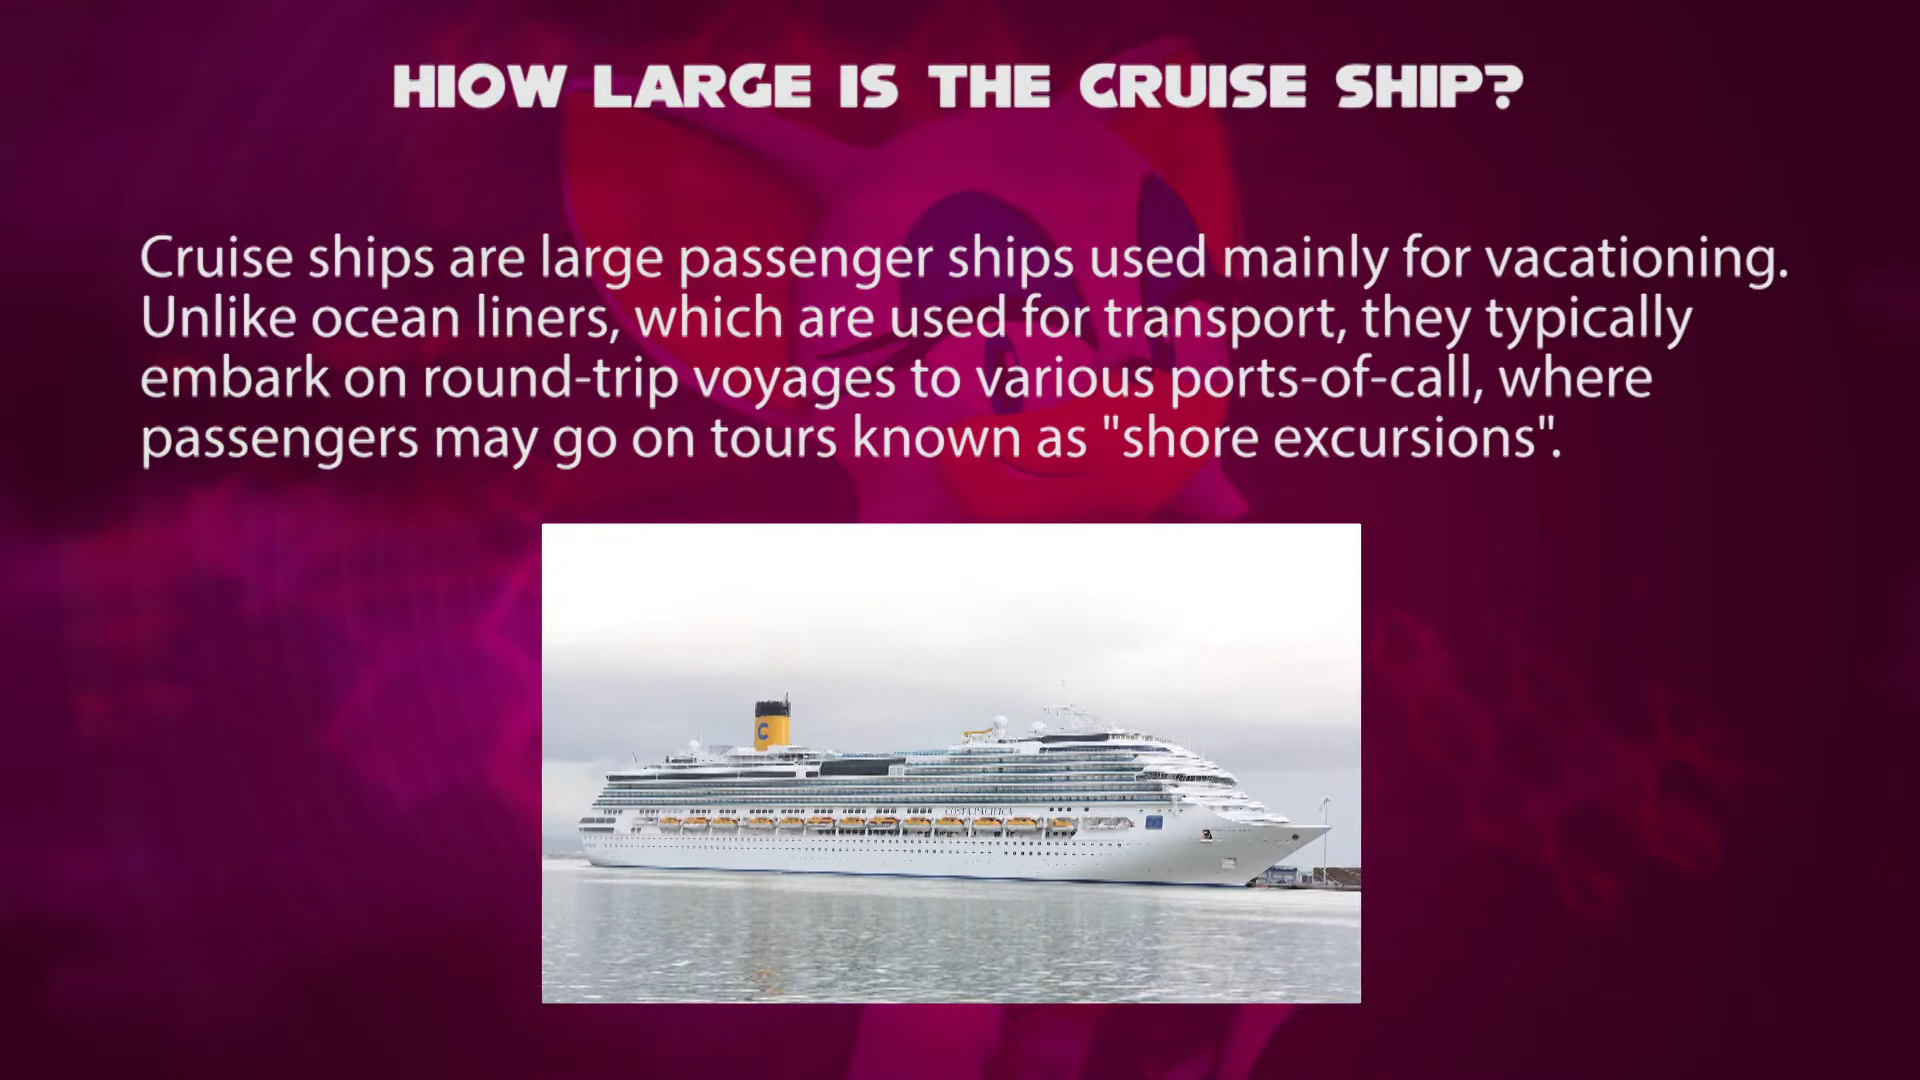 HIOW LARGE IS THE CRUISE SHIP?
Cruise ships are large passenger ships used mainly for vacationing.
Unlike ocean liners, which are used for transport, they typically
embark on round-trip voyages to various ports-of-call, where
passengers may go on tours known as "shore excursions".
C
COSTA PACIFICA